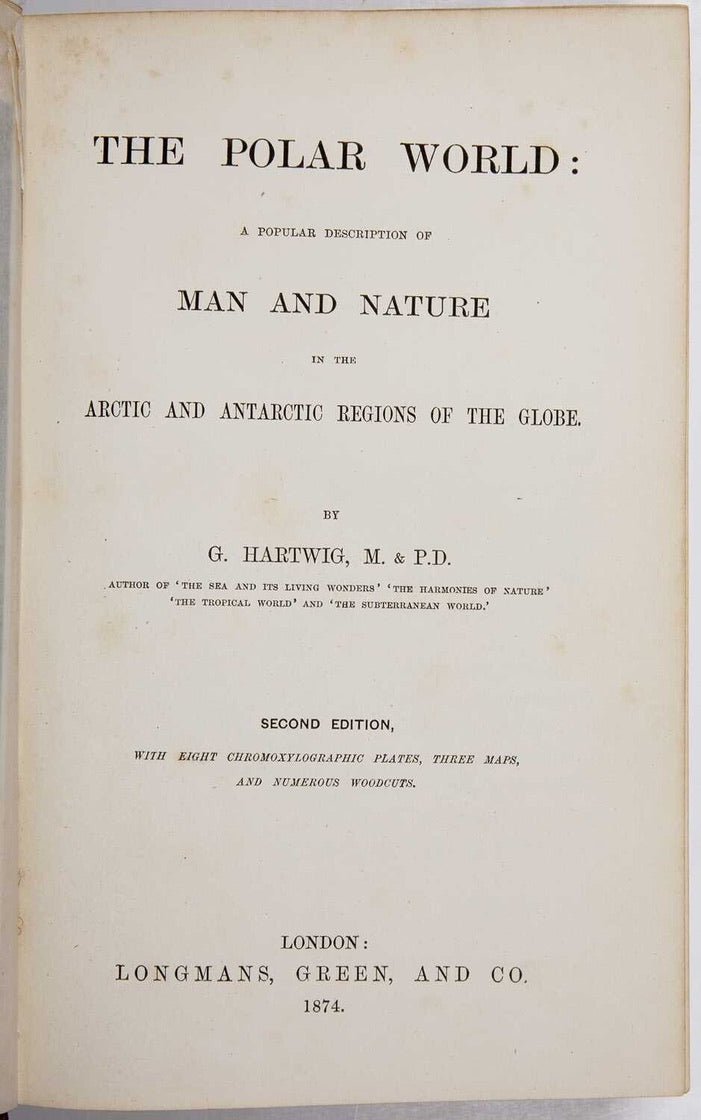 THE POLAR WORLD:
A POPULAR DESCRIPTION OF
MAN AND NATURE
IN THE
ARCTIC AND ANTARCTIC REGIONS OF THE GLOBE.
BY
G. HARTWIG, M. & P.D.
AUTHOR OF ‘THE SEA AND ITS LIVING WONDERS’ ‘THE HARMONIES OF NATURE’
‘THE TROPICAL WORLD’ AND ‘THE SUBTERRANEAN WORLD.’
SECOND EDITION,
WITH EIGHT CHROMOXYLOGRAPHIC PLATES, THREE MAPS,
AND NUMEROUS WOODCUTS.
LONDON:
LONGMANS, GREEN, AND CO.
1874.